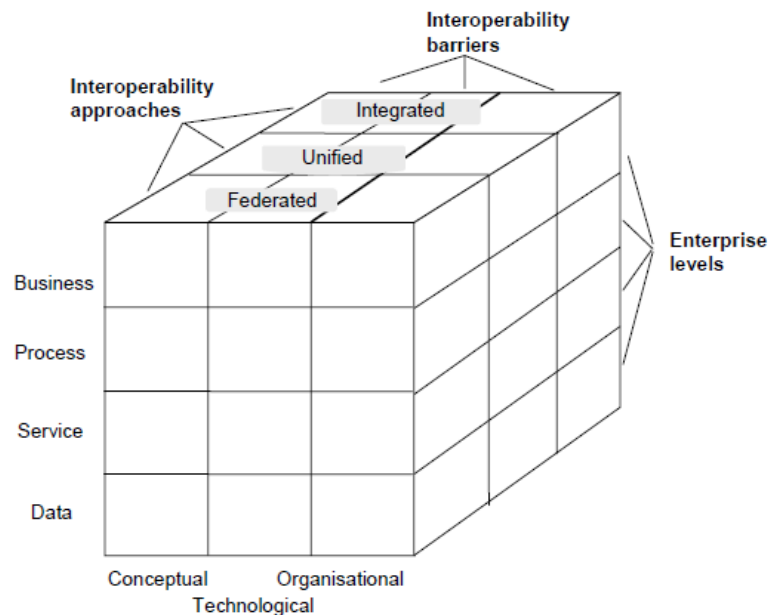 Interoperability
barriers
Interoperability
approaches
Integrated
Unified
Federated
Enterprise
levels
Business
Process
Service
Data
Conceptual
Organisational
Technological